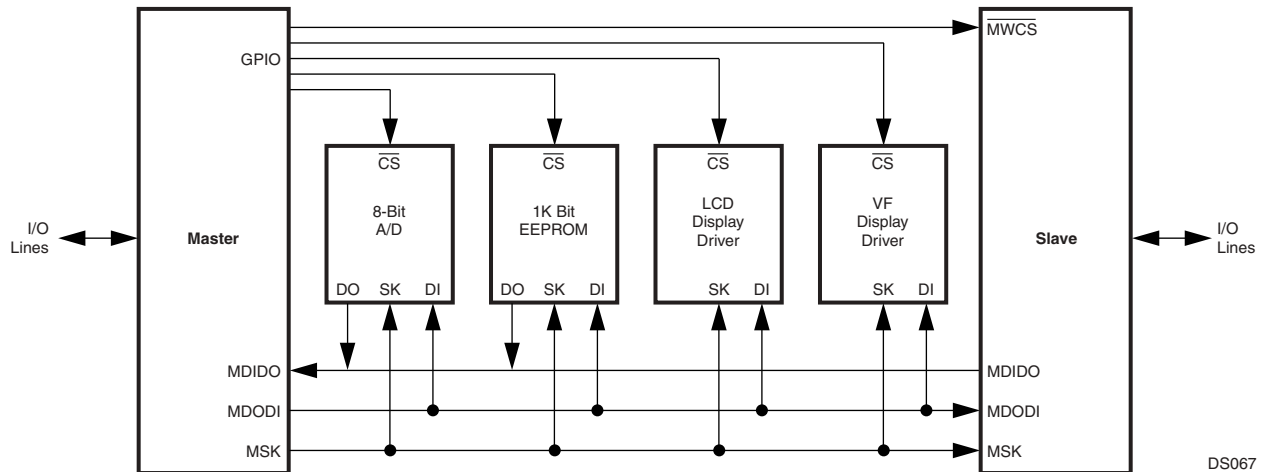 MWCS
GPIO
CS
CS
CS
CS
8-Bit
A/D
1K Bit
EEPROM
LCD
Display
Driver
VF
Display
Driver
I/O
Lines
Master
Slave
I/O
Lines
DO SK DI
DO SK DI
SK DI
SK DI
MDIDO
MDIDO
MDODI
MDODI
MSK
MSK
DS067